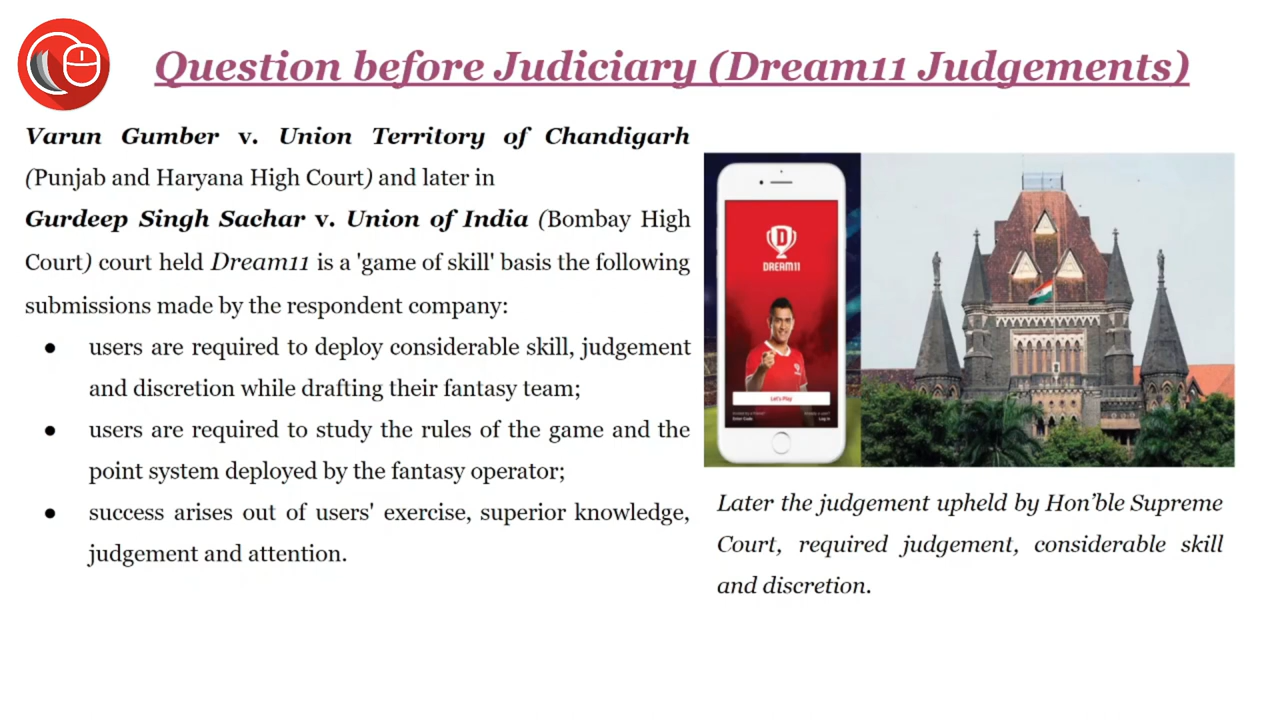 Question before Judiciary (Dream11 Judgements)
Varun Gumber v. Union Territory of Chandigarh
(Punjab and Haryana High Court) and later in
Gurdeep Singh Sachar v. Union of India (Bombay High
Court) court held Dream11 is a 'game of skill' basis the following
submissions made by the respondent company:
● users are required to deploy considerable skill, judgement
and discretion while drafting their fantasy team;
● users are required to study the rules of the game and the
point system deployed by the fantasy operator;
● success arises out of users' exercise, superior knowledge,
judgement and attention.
D
DREAM11
Let's Play
Enter Code
Log in
Later the judgement upheld by Hon’ble Supreme
Court, required judgement, considerable skill
and discretion.